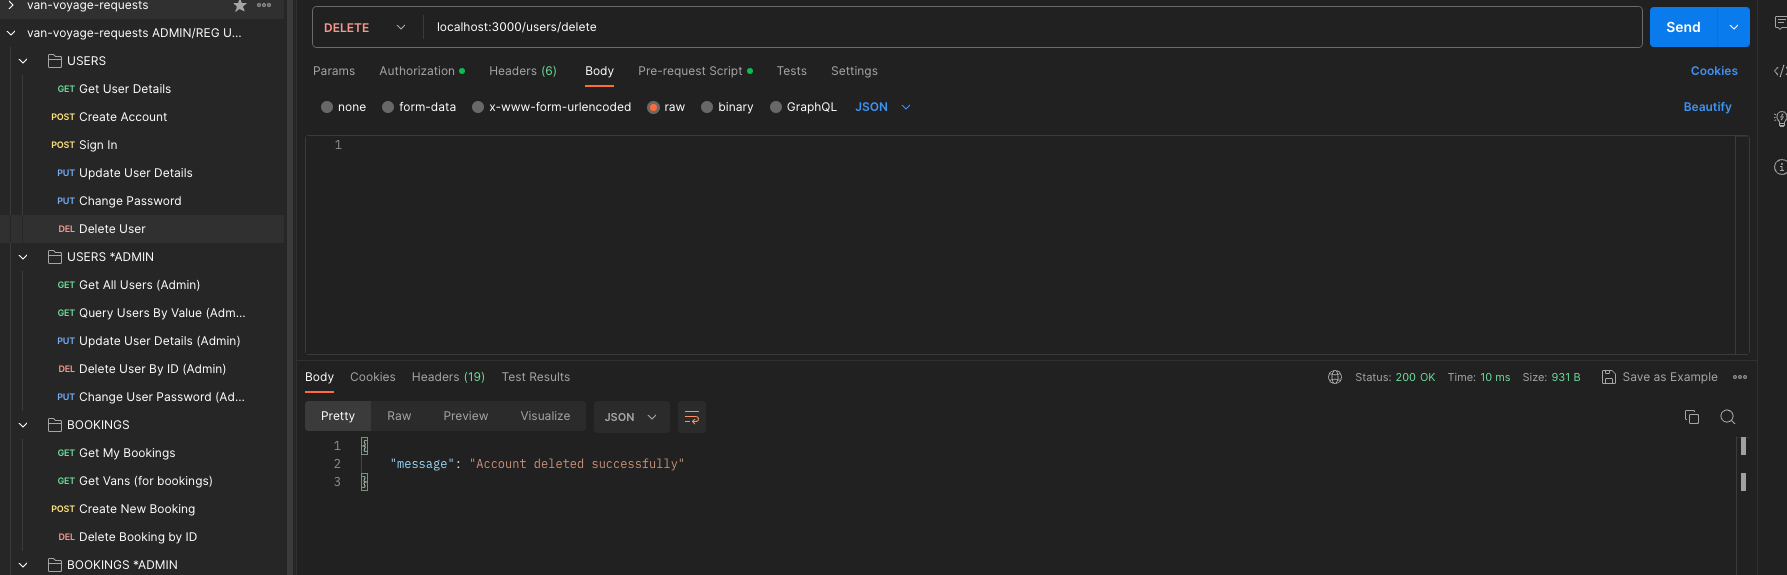 van-voyage-requests
van-voyage-requests ADMIN/REG U...
USERS
GET Get User Details
POST Create Account
POST Sign In
PUT Update User Details
PUT Change Password
DEL Delete User
USERS *ADMIN
GET Get All Users (Admin)
GET Query Users By Value (Adm...
PUT Update User Details (Admin)
DEL Delete User By ID (Admin)
PUT Change User Password (Ad...
BOOKINGS
GET Get My Bookings
GET Get Vans (for bookings)
POST Create New Booking
DEL Delete Booking by ID
BOOKINGS *ADMIN
DELETE localhost:3000/users/delete Send
Params Authorization Headers (6) Body Pre-request Script Tests Settings Cookies
none form-data x-www-form-urlencoded raw binary GraphQL JSON Beautify
1
Body Cookies Headers (19) Test Results Status: 200 OK Time: 10 ms Size: 931 B Save as Example
Pretty Raw Preview Visualize JSON
1 {
2 "message": "Account deleted successfully"
3 }